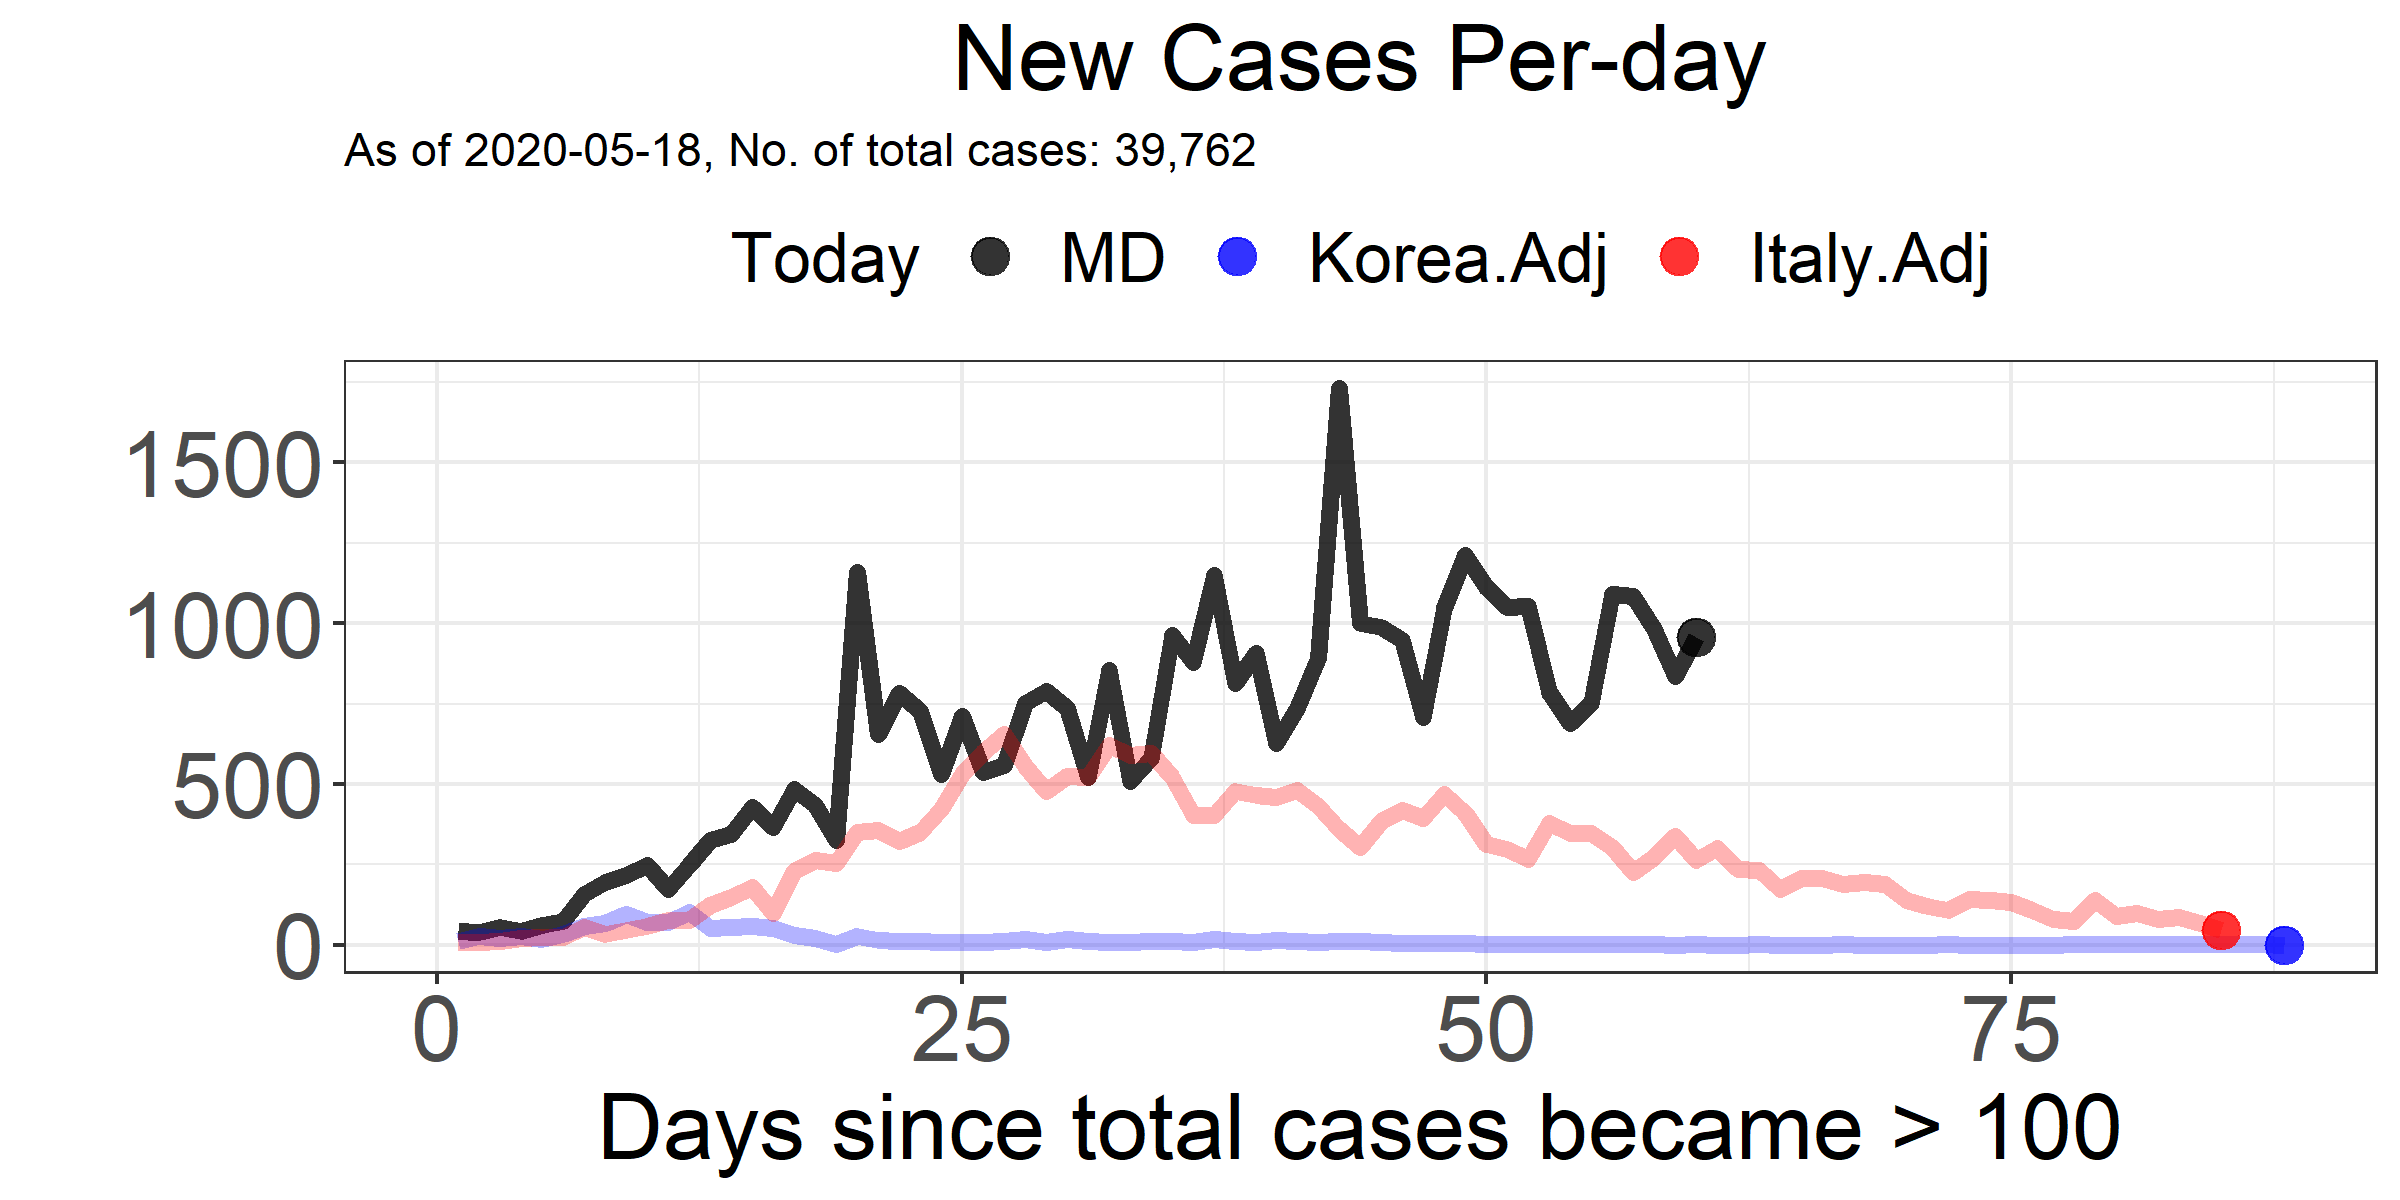 New Cases Per-day
As of 2020-05-18, No. of total cases: 39,762
Today MD Korea.Adj Italy.Adj
1500
1000
500
0
0 25 50 75
Days since total cases became > 100